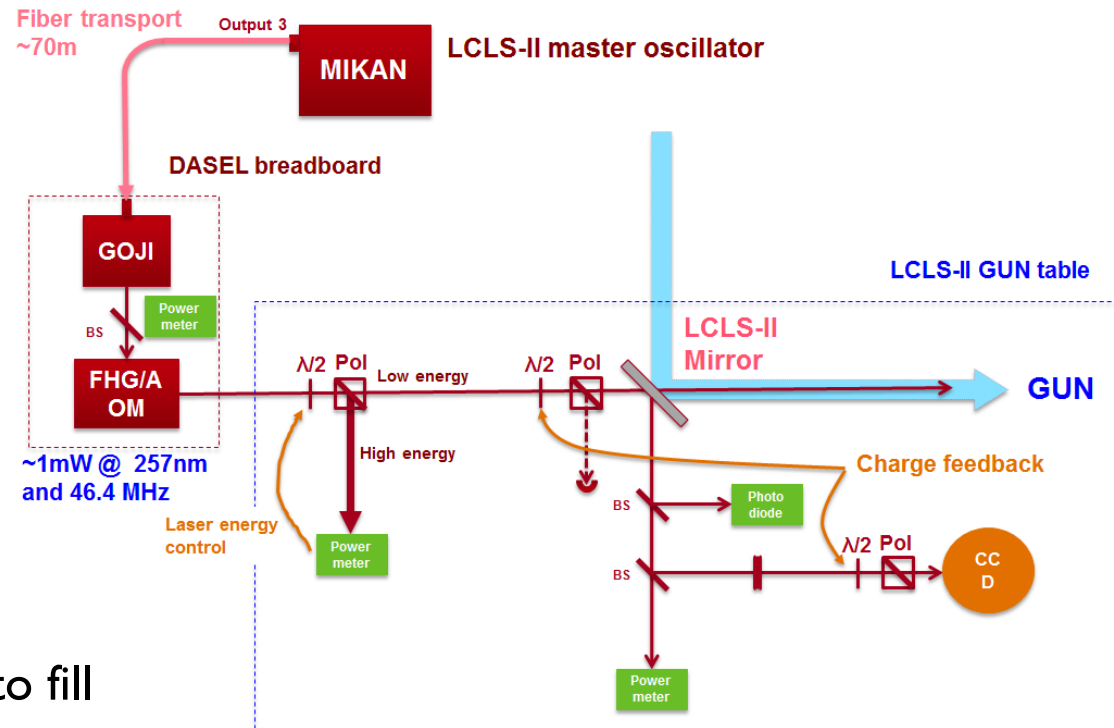 Fiber transport
~70m
Output 3
MIKAN
LCLS-II master oscillator
DASEL breadboard
GOJI
Power
meter
BS
FHG/A
OM
~1mW @ 257nm
and 46.4 MHz
LCLS-II GUN table
LCLS-II
Mirror
λ/2 Pol
Low energy
λ/2 Pol
GUN
High energy
Charge feedback
Laser energy
control
Power
meter
BS
Photo
diode
BS
λ/2 Pol
CC
D
Power
meter
to fill